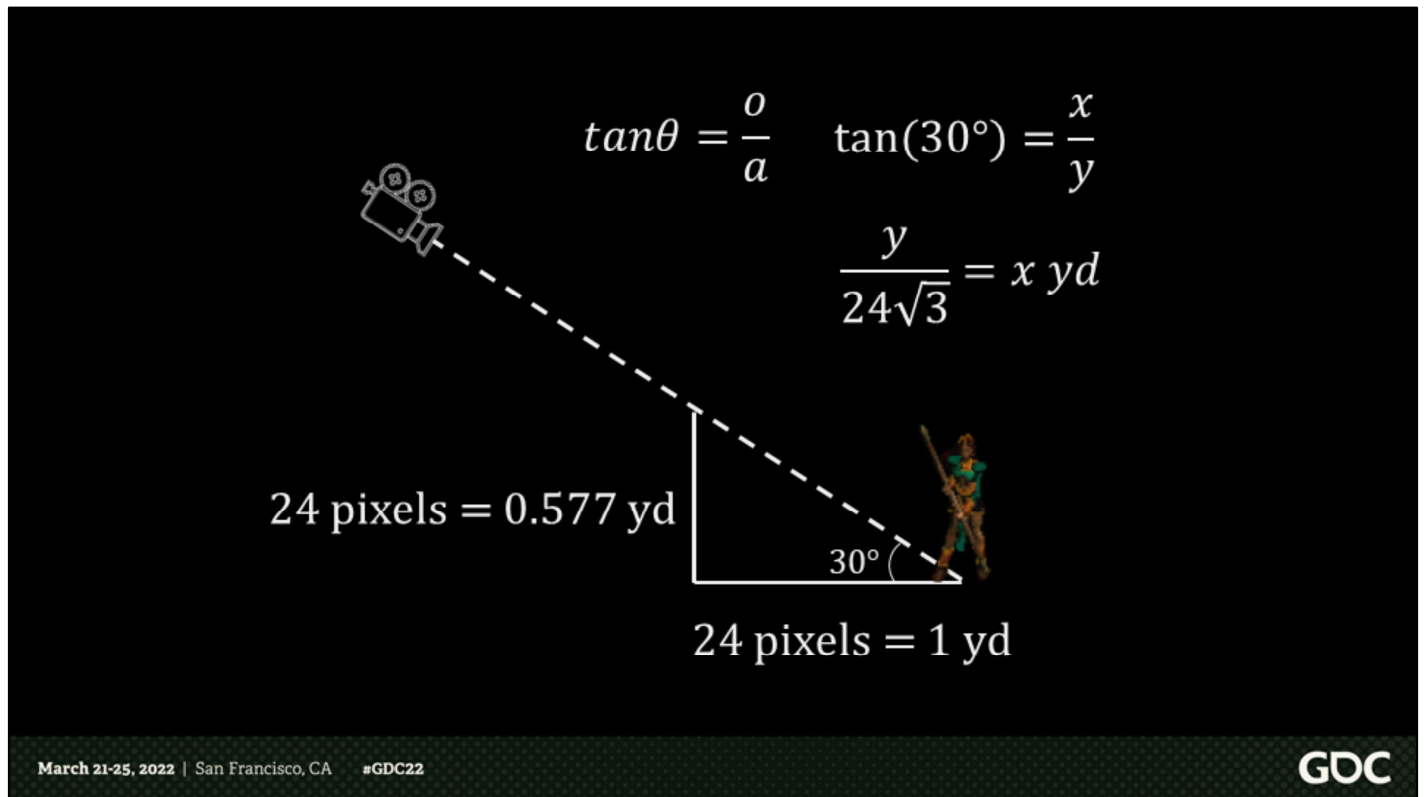 tanθ = o/a
tan(30°) = x/y
y/24√3 = x yd
24 pixels = 0.577 yd
30°
24 pixels = 1 yd
March 21-25, 2022 | San Francisco, CA #GDC22
GDC